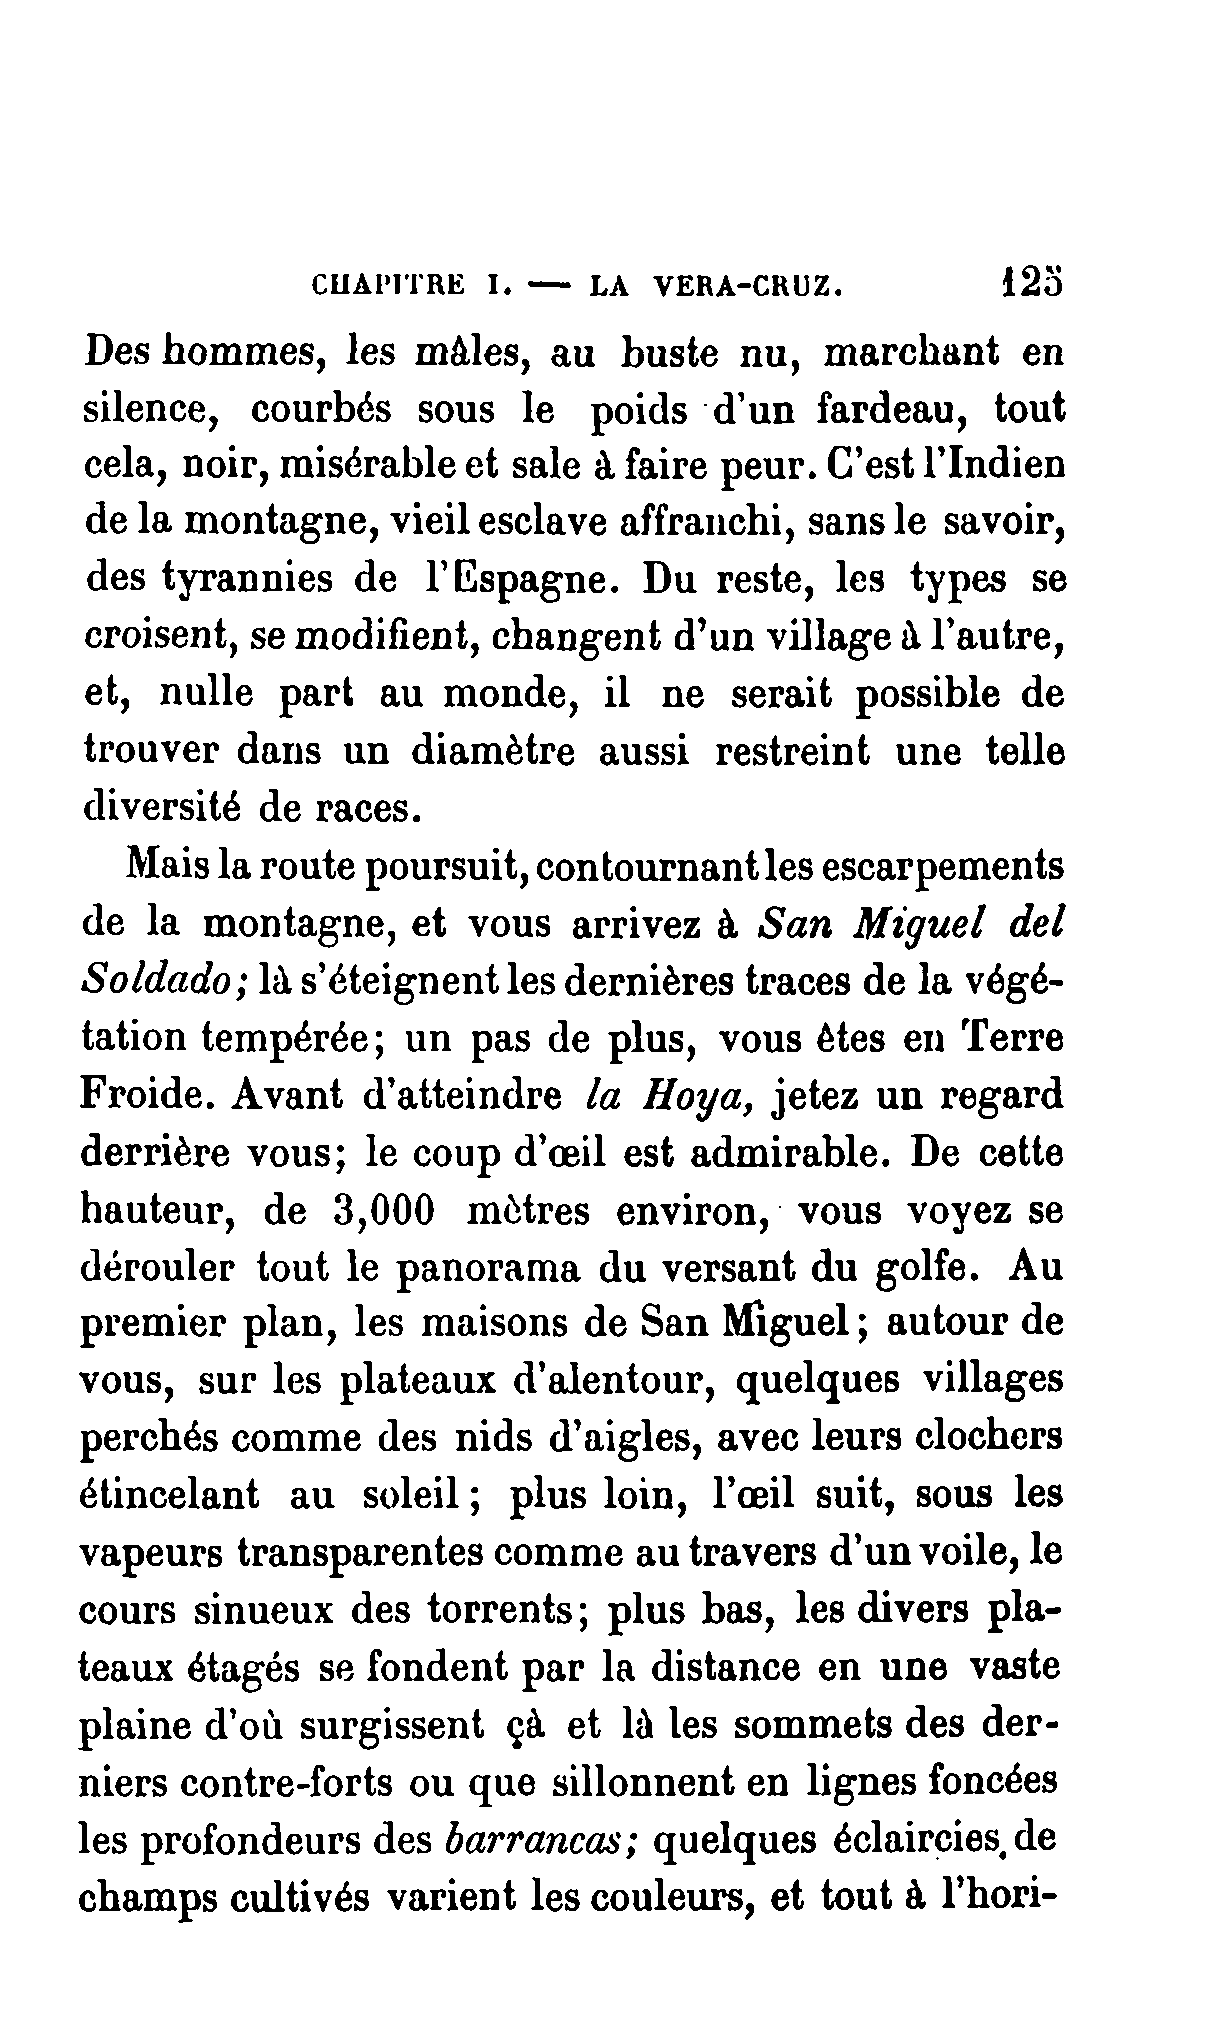 CHAPITRE I. — LA VERA-CRUZ. 125
Des hommes, les mâles, au buste nu, marchant en
silence, courbés sous le poids d'un fardeau, tout
cela, noir, misérable et sale à faire peur. C'est l'Indien
de la montagne, vieil esclave affranchi, sans le savoir,
des tyrannies de l'Espagne. Du reste, les types se
croisent, se modifient, changent d'un village à l'autre,
et, nulle part au monde, il ne serait possible de
trouver dans un diamètre aussi restreint une telle
diversité de races.
Mais la route poursuit, contournant les escarpements
de la montagne, et vous arrivez à San Miguel del
Soldado; là s'éteignent les dernières traces de la végé-
tation tempérée; un pas de plus, vous êtes en Terre
Froide. Avant d'atteindre la Hoya, jetez un regard
derrière vous; le coup d'œil est admirable. De cette
hauteur, de 3,000 mètres environ, vous voyez se
dérouler tout le panorama du versant du golfe. Au
premier plan, les maisons de San Miguel; autour de
vous, sur les plateaux d'alentour, quelques villages
perchés comme des nids d'aigles, avec leurs clochers
étincelant au soleil; plus loin, l'œil suit, sous les
vapeurs transparentes comme au travers d'un voile, le
cours sinueux des torrents; plus bas, les divers pla-
teaux étagés se fondent par la distance en une vaste
plaine d'où surgissent çà et là les sommets des der-
niers contre-forts ou que sillonnent en lignes foncées
les profondeurs des barrancas; quelques éclaircies de
champs cultivés varient les couleurs, et tout à l'hori-